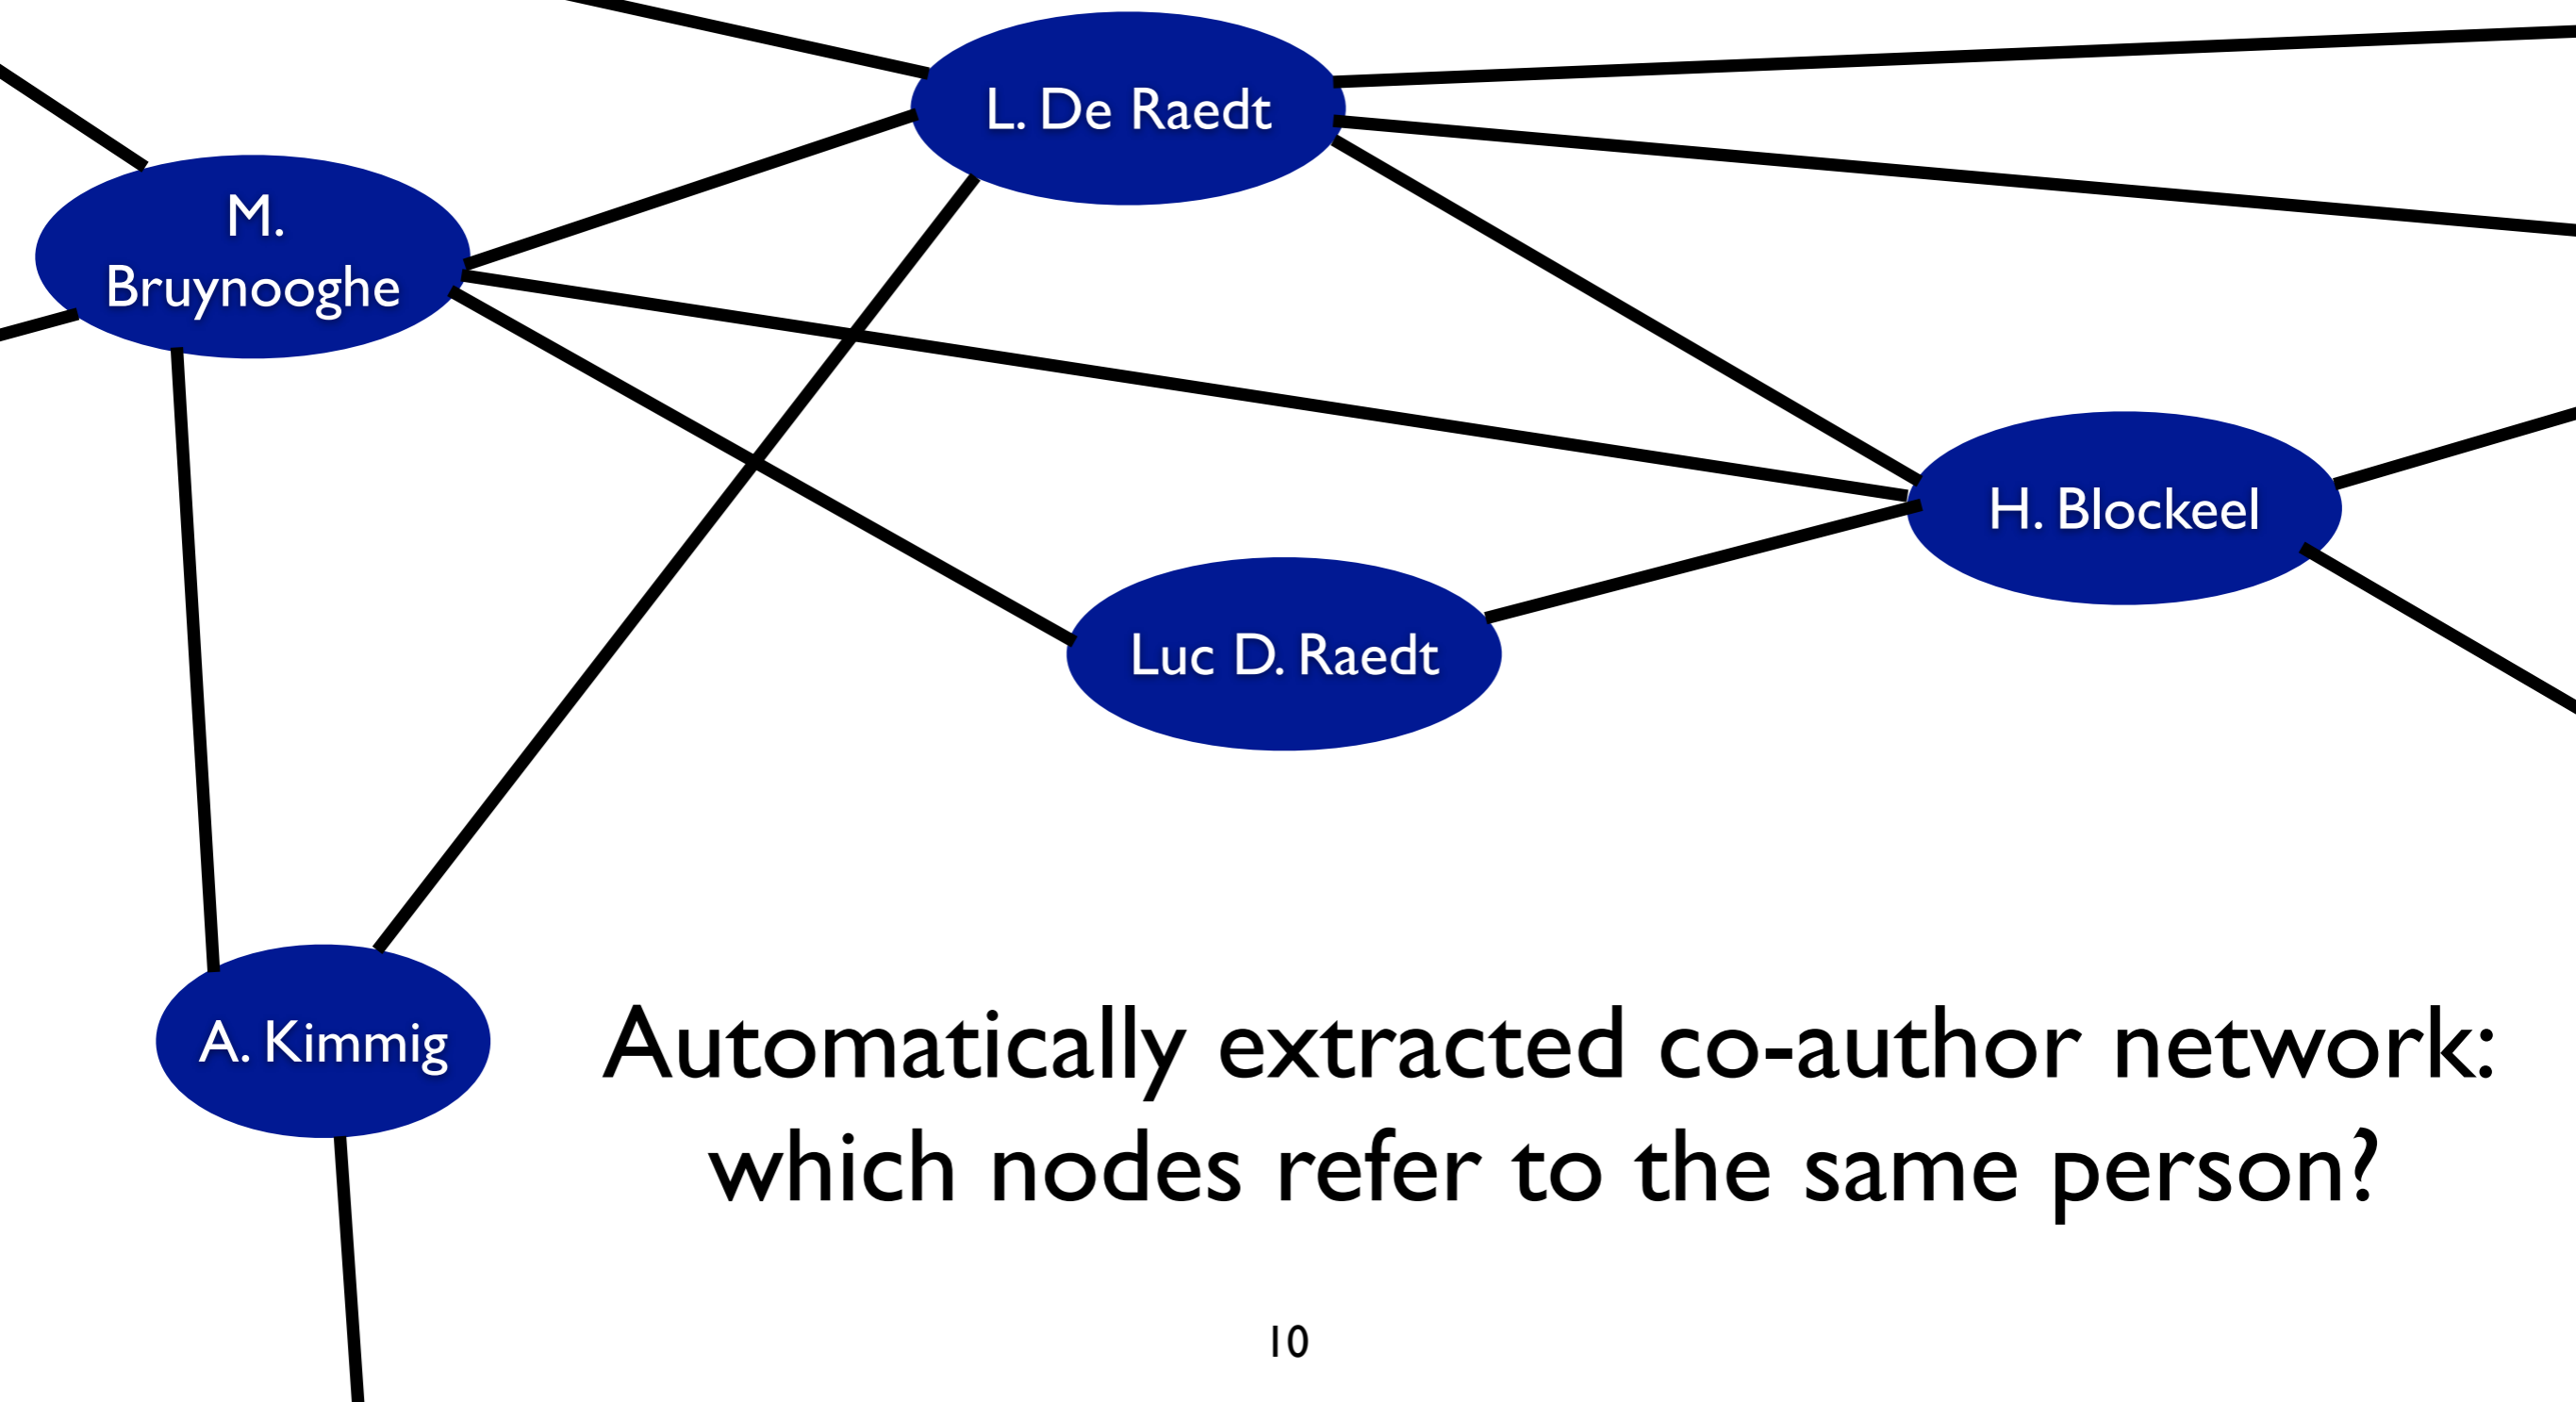 L. De Raedt
M.
Bruynooghe
H. Blockeel
Luc D. Raedt
A. Kimmig
Automatically extracted co-author network:
which nodes refer to the same person?
10